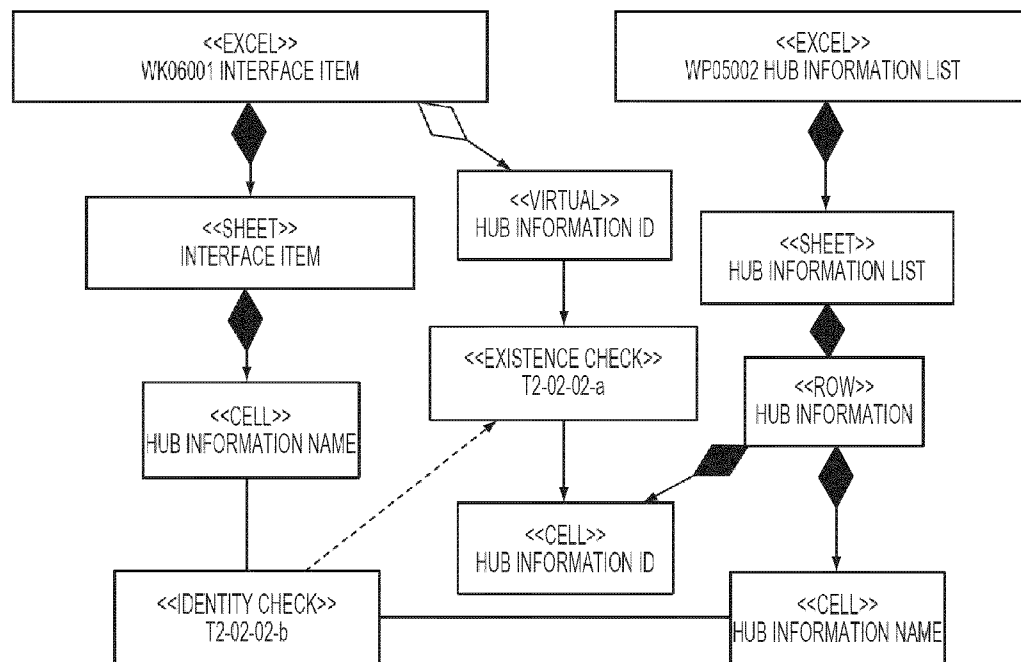 <<EXCEL>>
WK06001 INTERFACE ITEM
<<EXCEL>>
WP05002 HUB INFORMATION LIST
<<VIRTUAL>>
HUB INFORMATION ID
<<SHEET>>
INTERFACE ITEM
<<SHEET>>
HUB INFORMATION LIST
<<EXISTENCE CHECK>>
T2-02-02-a
<<ROW>>
HUB INFORMATION
<<CELL>>
HUB INFORMATION NAME
<<CELL>>
HUB INFORMATION ID
<<IDENTITY CHECK>>
T2-02-02-b
<<CELL>>
HUB INFORMATION NAME